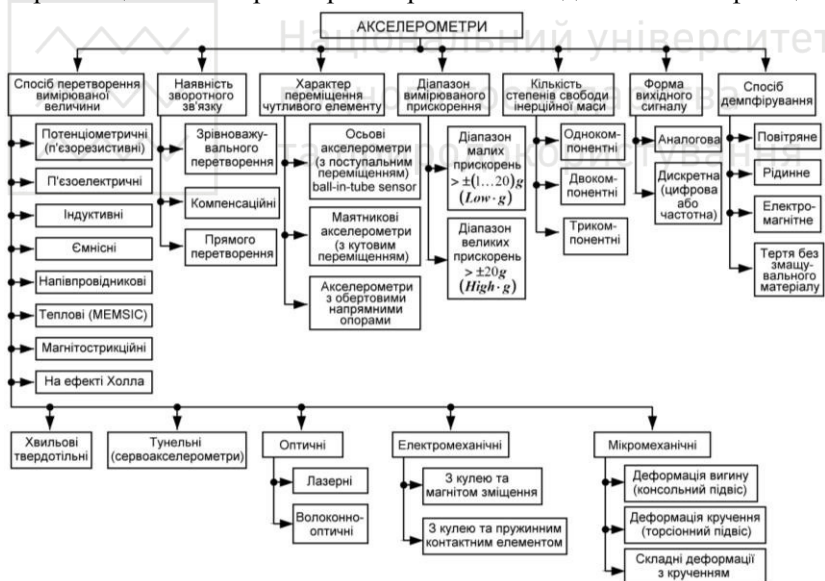 АКСЕЛЕРОМЕТРИ
Національний університет
Спосіб перетворення
вимірюваної
величини
Наявність
зворотного
зв'язку
Характер
переміщення
чутливого елементу
Діапазон
вимірюваного
прискорення
Кількість
степенів свободи
інерційної маси
Форма
вихідного
сигналу
Спосіб
демпфірування
Потенціометричні
(п'єзорезистивні)
П'єзоелектричні
Індуктивні
Ємнісні
Напівпровідникові
Теплові (MEMSIC)
Магнітострикційні
На ефекті Холла
Зрівноважу-
вального
перетворення
Компенсаційні
Прямого
перетворення
Осьові
акселерометри
(з поступальним
переміщенням)
ball-in-tube sensor
Маятникові
акселерометри
(з кутовим
переміщенням)
Акселерометри
з обертовими
напрямними
опорами
Діапазон
малих
прискорень
> ±(1...20)g
(Low·g)
Діапазон
великих
прискорень
> ±20g
(High·g)
Одноком-
понентні
Двоком-
понентні
Триком-
понентні
Аналогова
Дискретна
(цифрова
або
частотна)
Повітряне
Рідинне
Електро-
магнітне
Тертя без
змащу-
вального
матеріалу
Хвильові
твердотільні
Тунельні
(сервоакселерометри)
Оптичні
Лазерні
Волоконно-
оптичні
Електромеханічні
З кулею та
магнітом зміщення
З кулею та пружинним
контактним елементом
Мікромеханічні
Деформація вигину
(консольний підвіс)
Деформація кручення
(торсіонний підвіс)
Складні деформації
з крученням